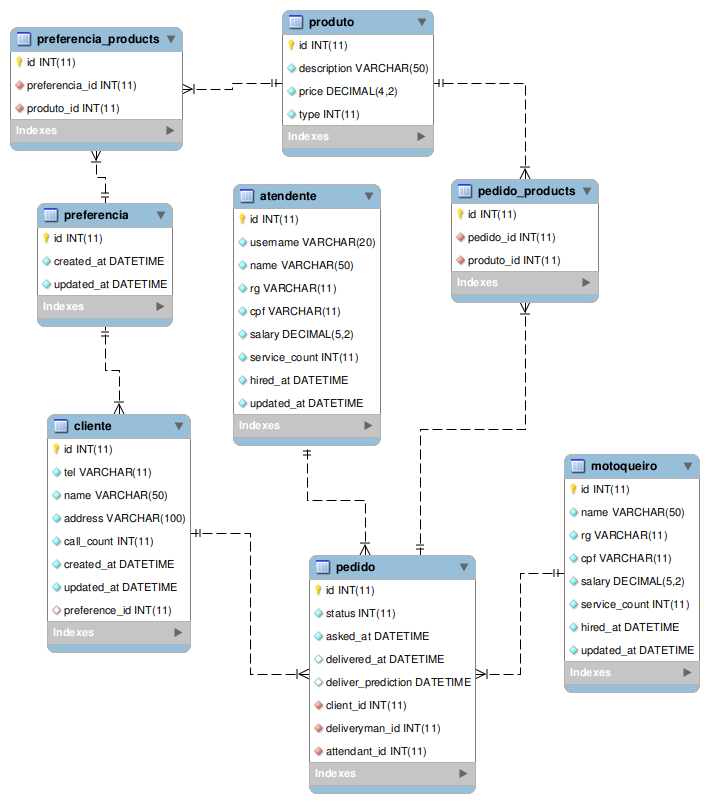 preferencia_products
id INT(11)
preferencia_id INT(11)
produto_id INT(11)
Indexes
produto
id INT(11)
description VARCHAR(50)
price DECIMAL(4,2)
type INT(11)
Indexes
preferencia
id INT(11)
created_at DATETIME
updated_at DATETIME
Indexes
atendente
id INT(11)
username VARCHAR(20)
name VARCHAR(50)
rg VARCHAR(11)
cpf VARCHAR(11)
salary DECIMAL(5,2)
service_count INT(11)
hired_at DATETIME
updated_at DATETIME
Indexes
pedido_products
id INT(11)
pedido_id INT(11)
produto_id INT(11)
Indexes
cliente
id INT(11)
tel VARCHAR(11)
name VARCHAR(50)
address VARCHAR(100)
call_count INT(11)
created_at DATETIME
updated_at DATETIME
preference_id INT(11)
Indexes
pedido
id INT(11)
status INT(11)
asked_at DATETIME
delivered_at DATETIME
deliver_prediction DATETIME
client_id INT(11)
deliveryman_id INT(11)
attendant_id INT(11)
Indexes
motoqueiro
id INT(11)
name VARCHAR(50)
rg VARCHAR(11)
cpf VARCHAR(11)
salary DECIMAL(5,2)
service_count INT(11)
hired_at DATETIME
updated_at DATETIME
Indexes